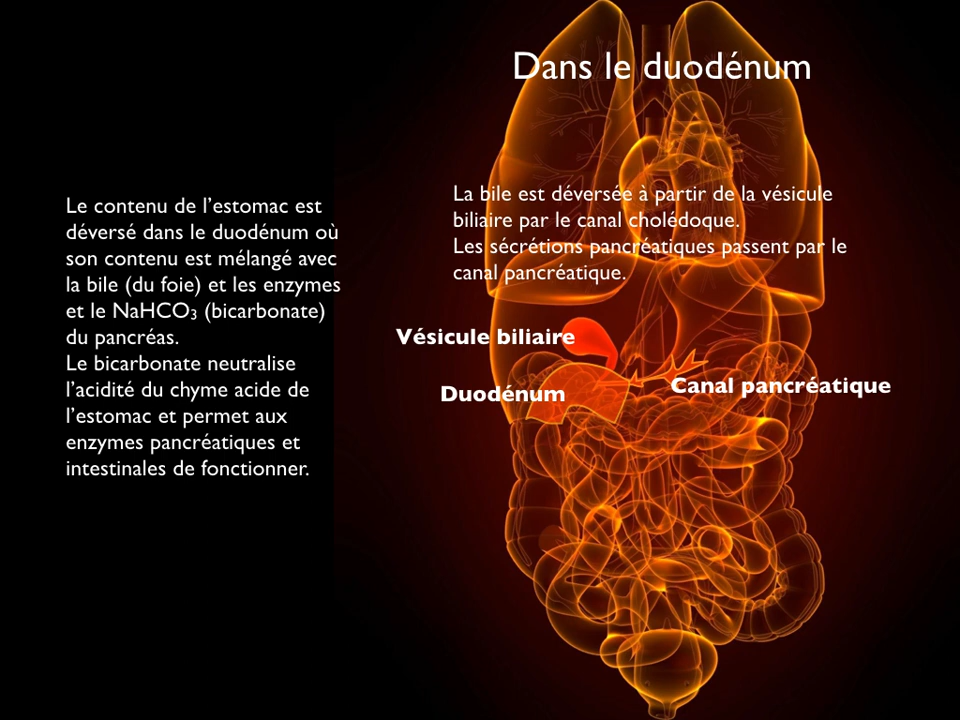 Dans le duodénum
Le contenu de l’estomac est
déversé dans le duodénum où
son contenu est mélangé avec
la bile (du foie) et les enzymes
et le NaHCO₃ (bicarbonate)
du pancréas.
Le bicarbonate neutralise
l’acidité du chyme acide de
l’estomac et permet aux
enzymes pancréatiques et
intestinales de fonctionner.
La bile est déversée à partir de la vésicule
biliaire par le canal cholédoque.
Les sécrétions pancréatiques passent par le
canal pancréatique.
Vésicule biliaire
Duodénum
Canal pancréatique